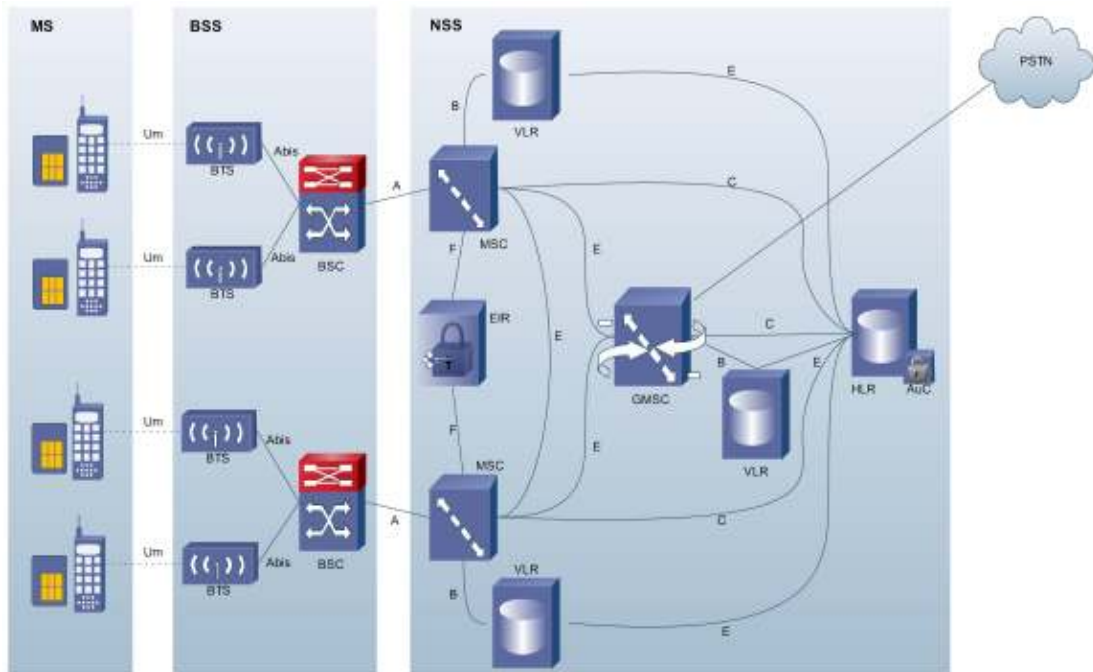 MS
BSS
NSS
PSTN
E
B
VLR
Um
BTS
Abis
A
C
MSC
F
E
Um
Abis
BTS
BSC
EIR
E
C
B
E
GMSC
HLR
AuC
VLR
Um
BTS
Abis
F
E
MSC
A
C
Um
BTS
Abis
BSC
VLR
B
E